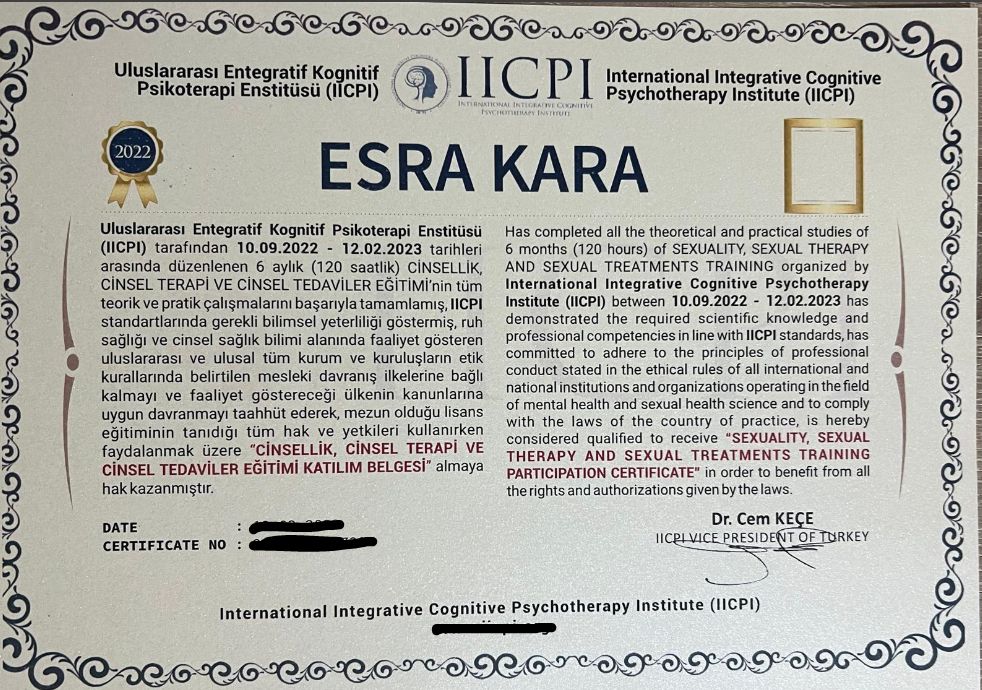 Uluslararası Entegratif Kognitif
Psikoterapi Enstitüsü (IICPI)
IICPI
INTERNATIONAL INTEGRATIVE COGNITIVE
PSYCHOTHERAPY INSTITUTE
International Integrative Cognitive
Psychotherapy Institute (IICPI)
2022
ESRA KARA
Uluslararası Entegratif Kognitif Psikoterapi Enstitüsü
(IICPI) tarafından 10.09.2022 - 12.02.2023 tarihleri
arasında düzenlenen 6 aylık (120 saatlik) CİNSELLİK,
CİNSEL TERAPİ VE CİNSEL TEDAVİLER EĞİTİMİ’nin tüm
teorik ve pratik çalışmalarını başarıyla tamamlamış, IICPI
standartlarında gerekli bilimsel yeterliliği göstermiş, ruh
sağlığı ve cinsel sağlık bilimi alanında faaliyet gösteren
uluslararası ve ulusal tüm kurum ve kuruluşların etik
kurallarında belirtilen mesleki davranış ilkelerine bağlı
kalmayı ve faaliyet göstereceği ülkenin kanunlarına
uygun davranmayı taahhüt ederek, mezun olduğu lisans
eğitiminin tanıdığı tüm hak ve yetkileri kullanırken
faydalanmak üzere “CİNSELLİK, CİNSEL TERAPİ VE
CİNSEL TEDAVİLER EĞİTİMİ KATILIM BELGESİ” almaya
hak kazanmıştır.
Has completed all the theoretical and practical studies of
6 months (120 hours) of SEXUALITY, SEXUAL THERAPY
AND SEXUAL TREATMENTS TRAINING organized by
International Integrative Cognitive Psychotherapy
Institute (IICPI) between 10.09.2022 - 12.02.2023 has
demonstrated the required scientific knowledge and
professional competencies in line with IICPI standards, has
committed to adhere to the principles of professional
conduct stated in the ethical rules of all international and
national institutions and organizations operating in the field
of mental health and sexual health science and to comply
with the laws of the country of practice, is hereby
considered qualified to receive “SEXUALITY, SEXUAL
THERAPY AND SEXUAL TREATMENTS TRAINING
PARTICIPATION CERTIFICATE" in order to benefit from all
the rights and authorizations given by the laws.
DATE :
CERTIFICATE NO :
Dr. Cem KEÇE
IICPI VICE PRESIDENT OF TURKEY
International Integrative Cognitive Psychotherapy Institute (IICPI)